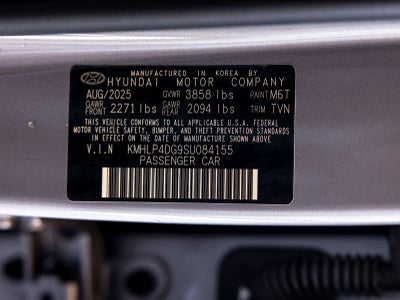 MANUFACTURED IN KOREA BY
HYUNDAI MOTOR COMPANY
AUG/2025 GVWR 3858 lbs PAINT M6T
GAWR FRONT 2271 lbs GAWR REAR 2094 lbs TRIM TVN
THIS VEHICLE CONFORMS TO ALL APPLICABLE U.S.FEDERAL
MOTOR VEHICLE SAFETY, BUMPER, AND THEFT PREVENTION STANDARDS
IN EFFECT ON THE DATE OF MANUFACTURE SHOWN ABOVE.
V.I.N KMHLP4DG9SU084155
PASSENGER CAR